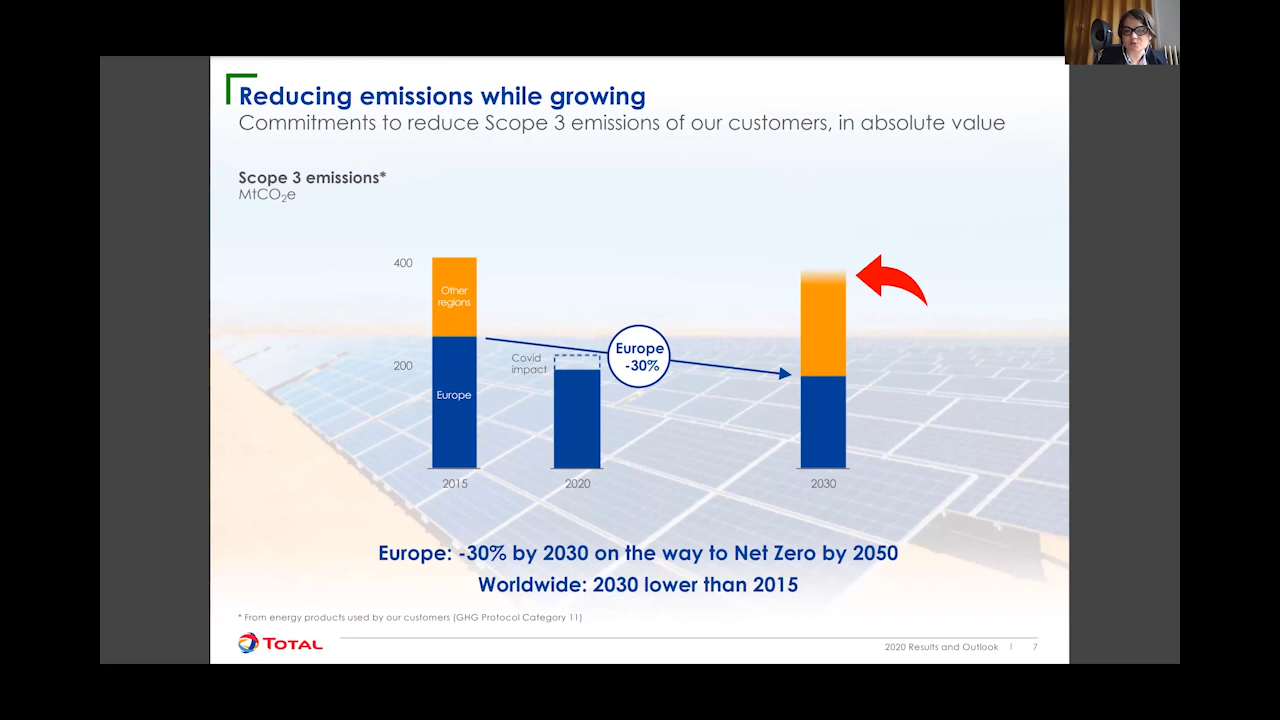 Reducing emissions while growing
Commitments to reduce Scope 3 emissions of our customers, in absolute value
Scope 3 emissions*
MtCO₂e
400
Other
regions
200
Europe
Covid
impact
Europe
-30%
2015
2020
2030
Europe: -30% by 2030 on the way to Net Zero by 2050
Worldwide: 2030 lower than 2015
* From energy products used by our customers (GHG Protocol Category 11)
TOTAL
2020 Results and Outlook | 7